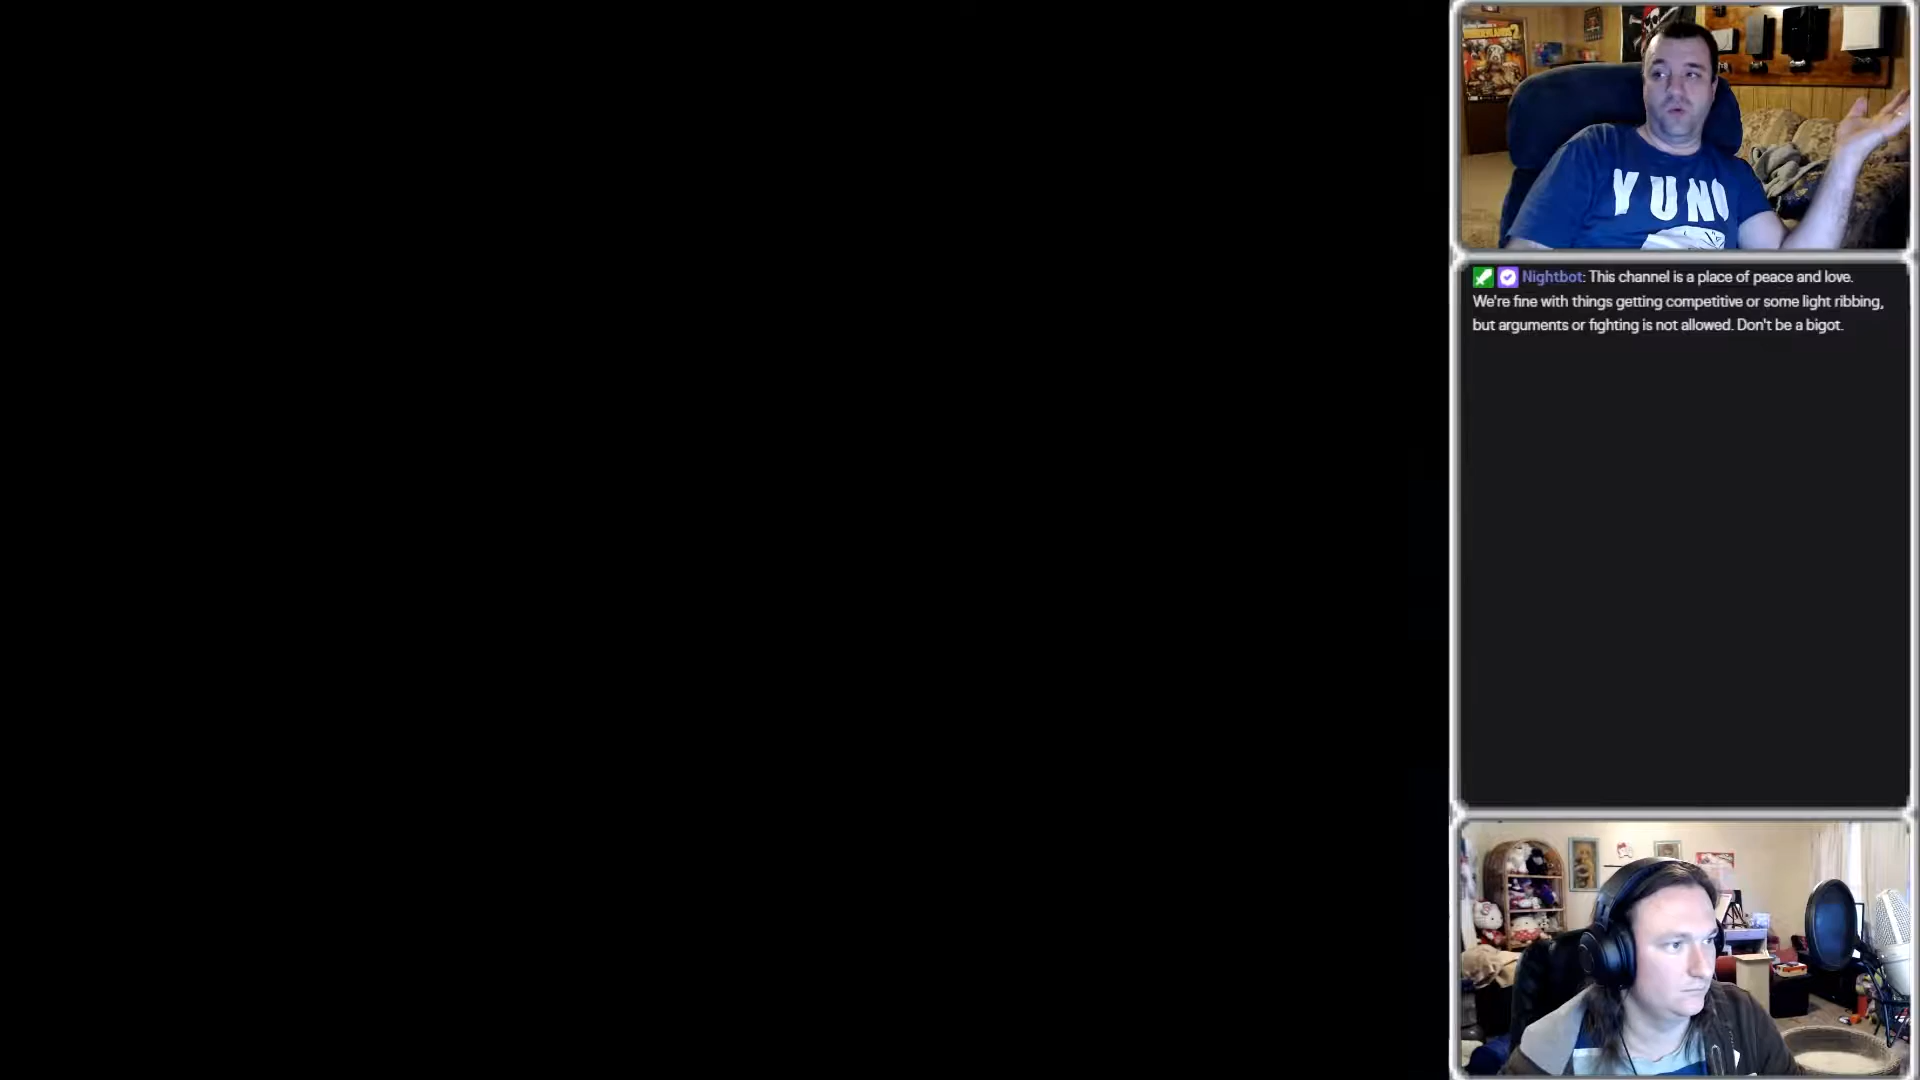 YUNO
Nightbot: This channel is a place of peace and love.
We're fine with things getting competitive or some light ribbing,
but arguments or fighting is not allowed. Don't be a bigot.